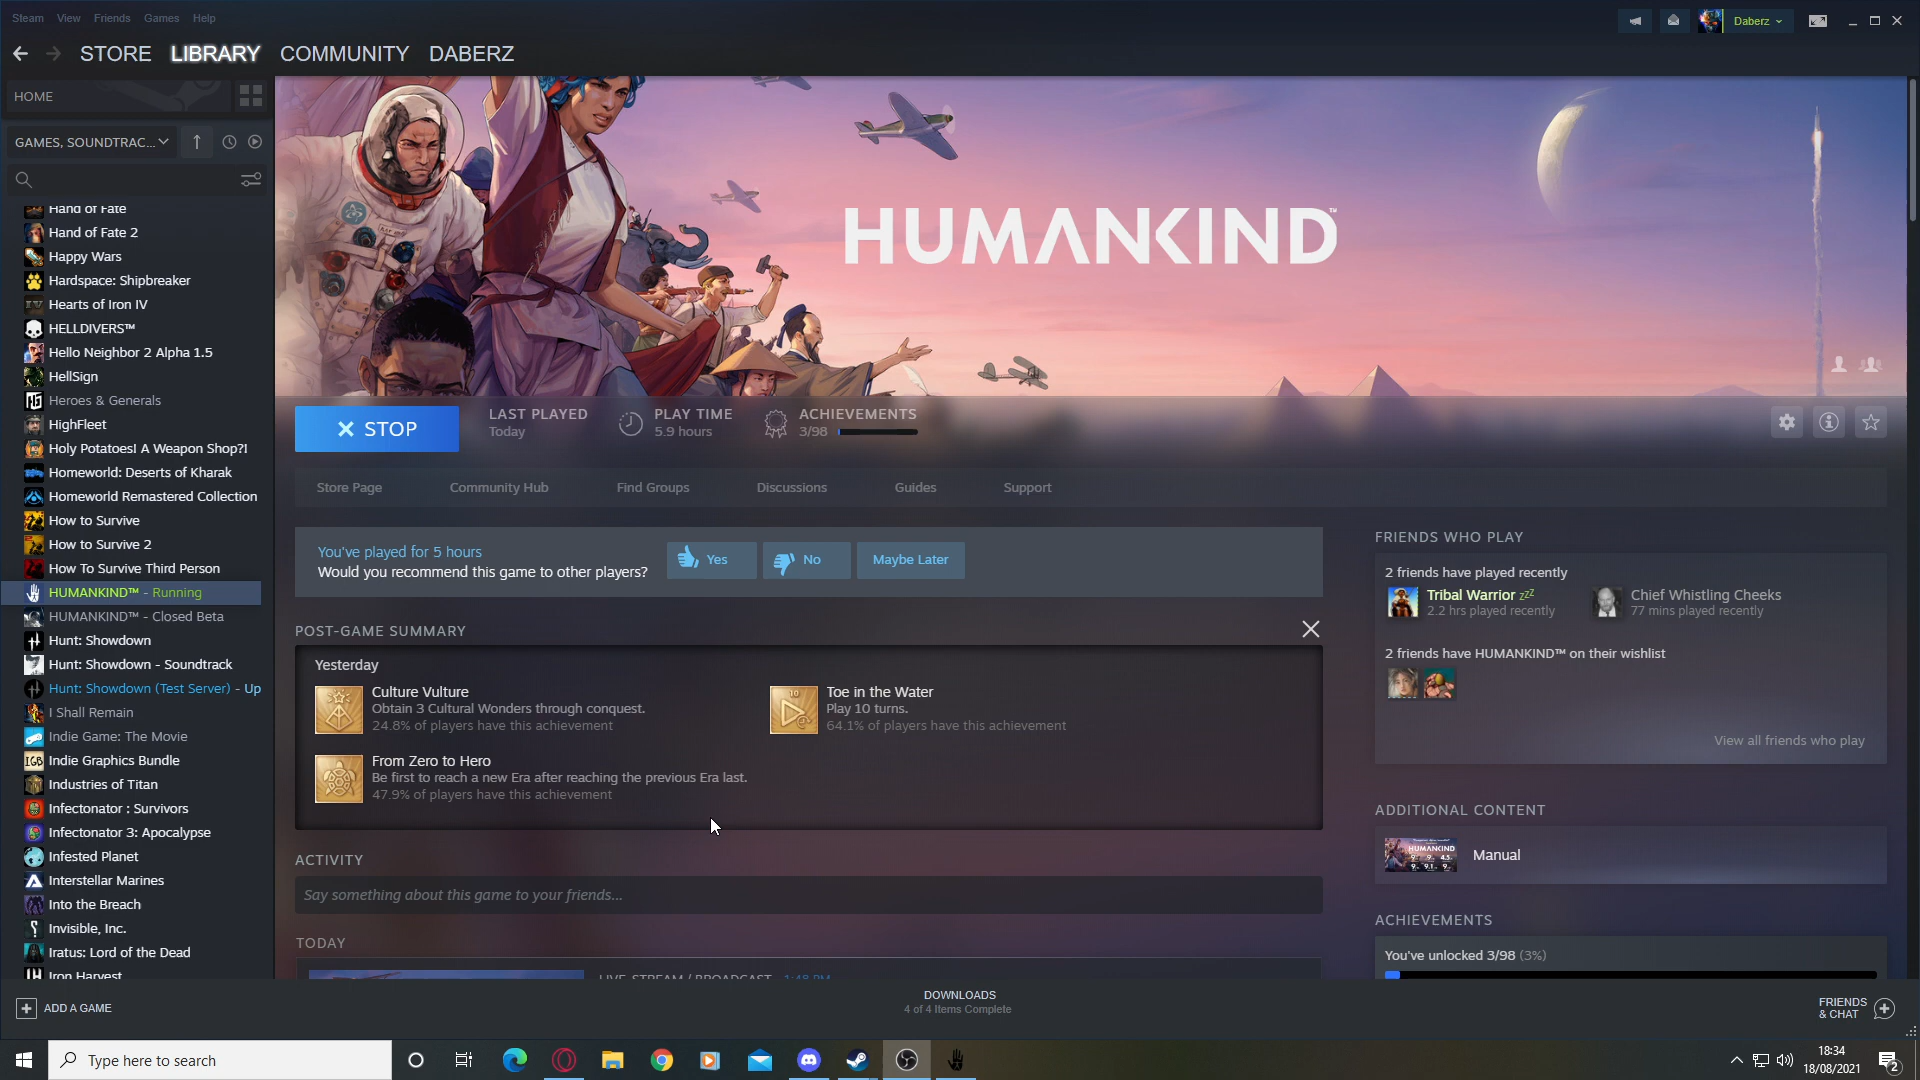 Steam View Friends Games Help
Daberz
STORE LIBRARY COMMUNITY DABERZ
HOME
GAMES, SOUNDTRAC...
Hand of Fate
Hand of Fate 2
Happy Wars
Hardspace: Shipbreaker
Hearts of Iron IV
HELLDIVERS™
Hello Neighbor 2 Alpha 1.5
HellSign
Heroes & Generals
HighFleet
Holy Potatoes! A Weapon Shop?!
Homeworld: Deserts of Kharak
Homeworld Remastered Collection
How to Survive
How to Survive 2
How To Survive Third Person
HUMANKIND™ - Running
HUMANKIND™ - Closed Beta
Hunt: Showdown
Hunt: Showdown - Soundtrack
Hunt: Showdown (Test Server) - Up
I Shall Remain
Indie Game: The Movie
Indie Graphics Bundle
Industries of Titan
Infectonator : Survivors
Infectonator 3: Apocalypse
Infested Planet
Interstellar Marines
Into the Breach
Invisible, Inc.
Iratus: Lord of the Dead
Iron Harvest
HUMANKIND™
STOP
LAST PLAYED
Today
PLAY TIME
5.9 hours
ACHIEVEMENTS
3/98
Store Page Community Hub Find Groups Discussions Guides Support
You've played for 5 hours
Would you recommend this game to other players?
Yes
No
Maybe Later
POST-GAME SUMMARY
Yesterday
Culture Vulture
Obtain 3 Cultural Wonders through conquest.
24.8% of players have this achievement
Toe in the Water
Play 10 turns.
64.1% of players have this achievement
From Zero to Hero
Be first to reach a new Era after reaching the previous Era last.
47.9% of players have this achievement
ACTIVITY
Say something about this game to your friends...
TODAY
LIVE STREAM / BROADCAST 1:48 PM
FRIENDS WHO PLAY
2 friends have played recently
Tribal Warrior zzZ
2.2 hrs played recently
Chief Whistling Cheeks
77 mins played recently
2 friends have HUMANKIND™ on their wishlist
View all friends who play
ADDITIONAL CONTENT
HUMANKIND
Manual
ACHIEVEMENTS
You've unlocked 3/98 (3%)
ADD A GAME
DOWNLOADS
4 of 4 Items Complete
FRIENDS
& CHAT
Type here to search
18:34
18/08/2021
2